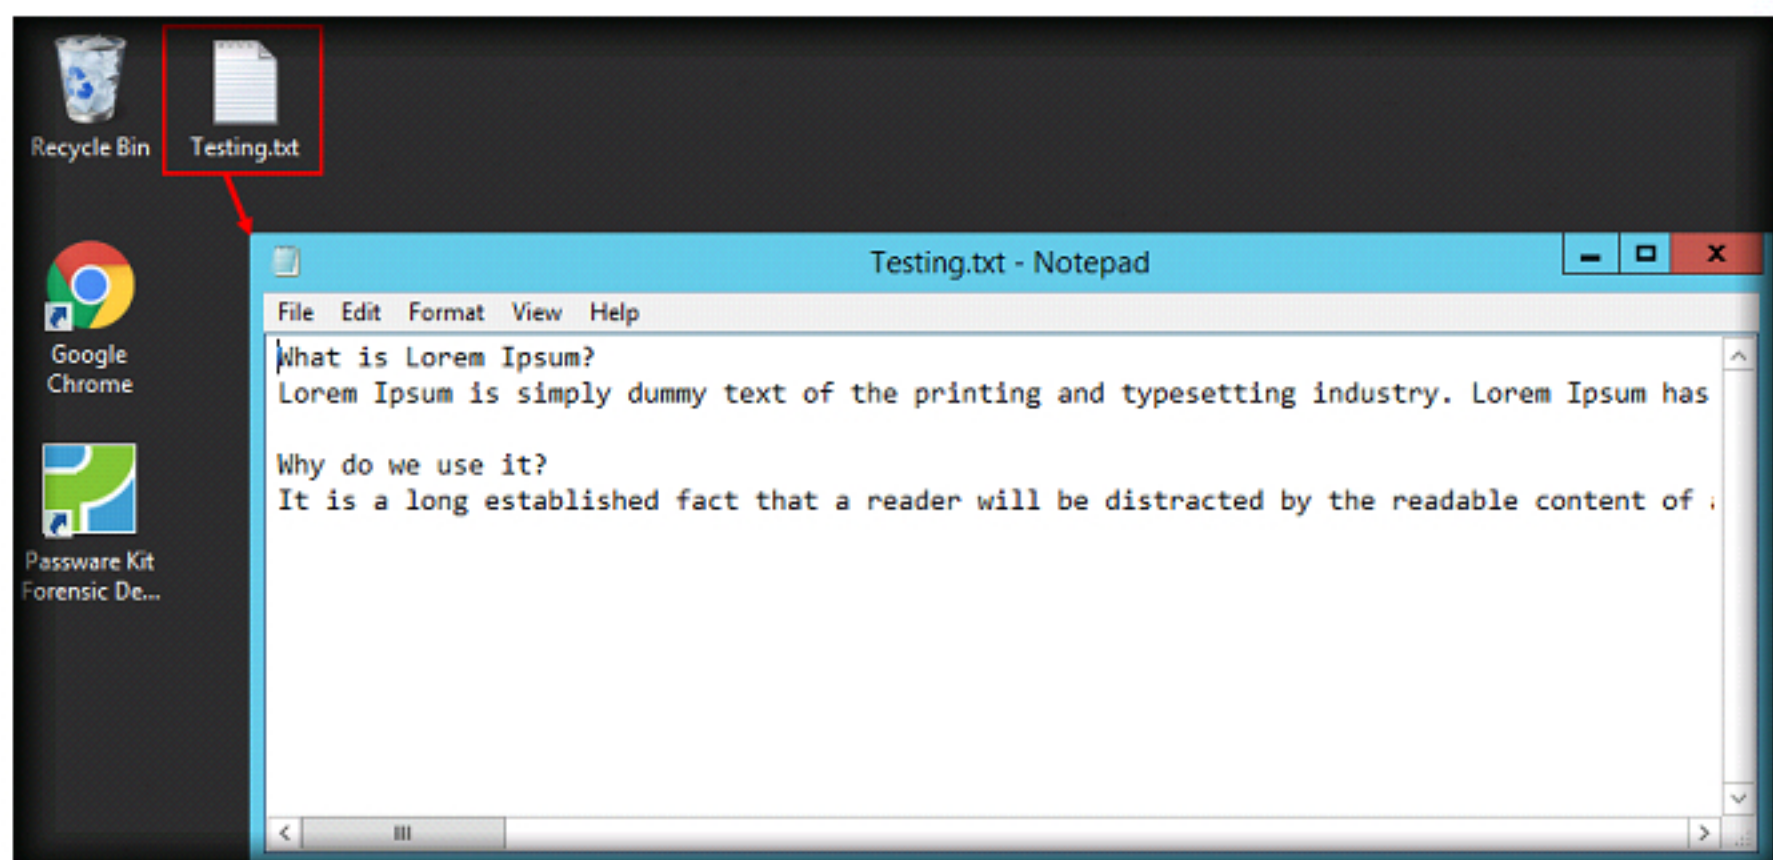 Recycle Bin
Testing.txt
Google
Chrome
Passware Kit
Forensic De...
Testing.txt - Notepad
File Edit Format View Help
What is Lorem Ipsum?
Lorem Ipsum is simply dummy text of the printing and typesetting industry. Lorem Ipsum has
Why do we use it?
It is a long established fact that a reader will be distracted by the readable content of